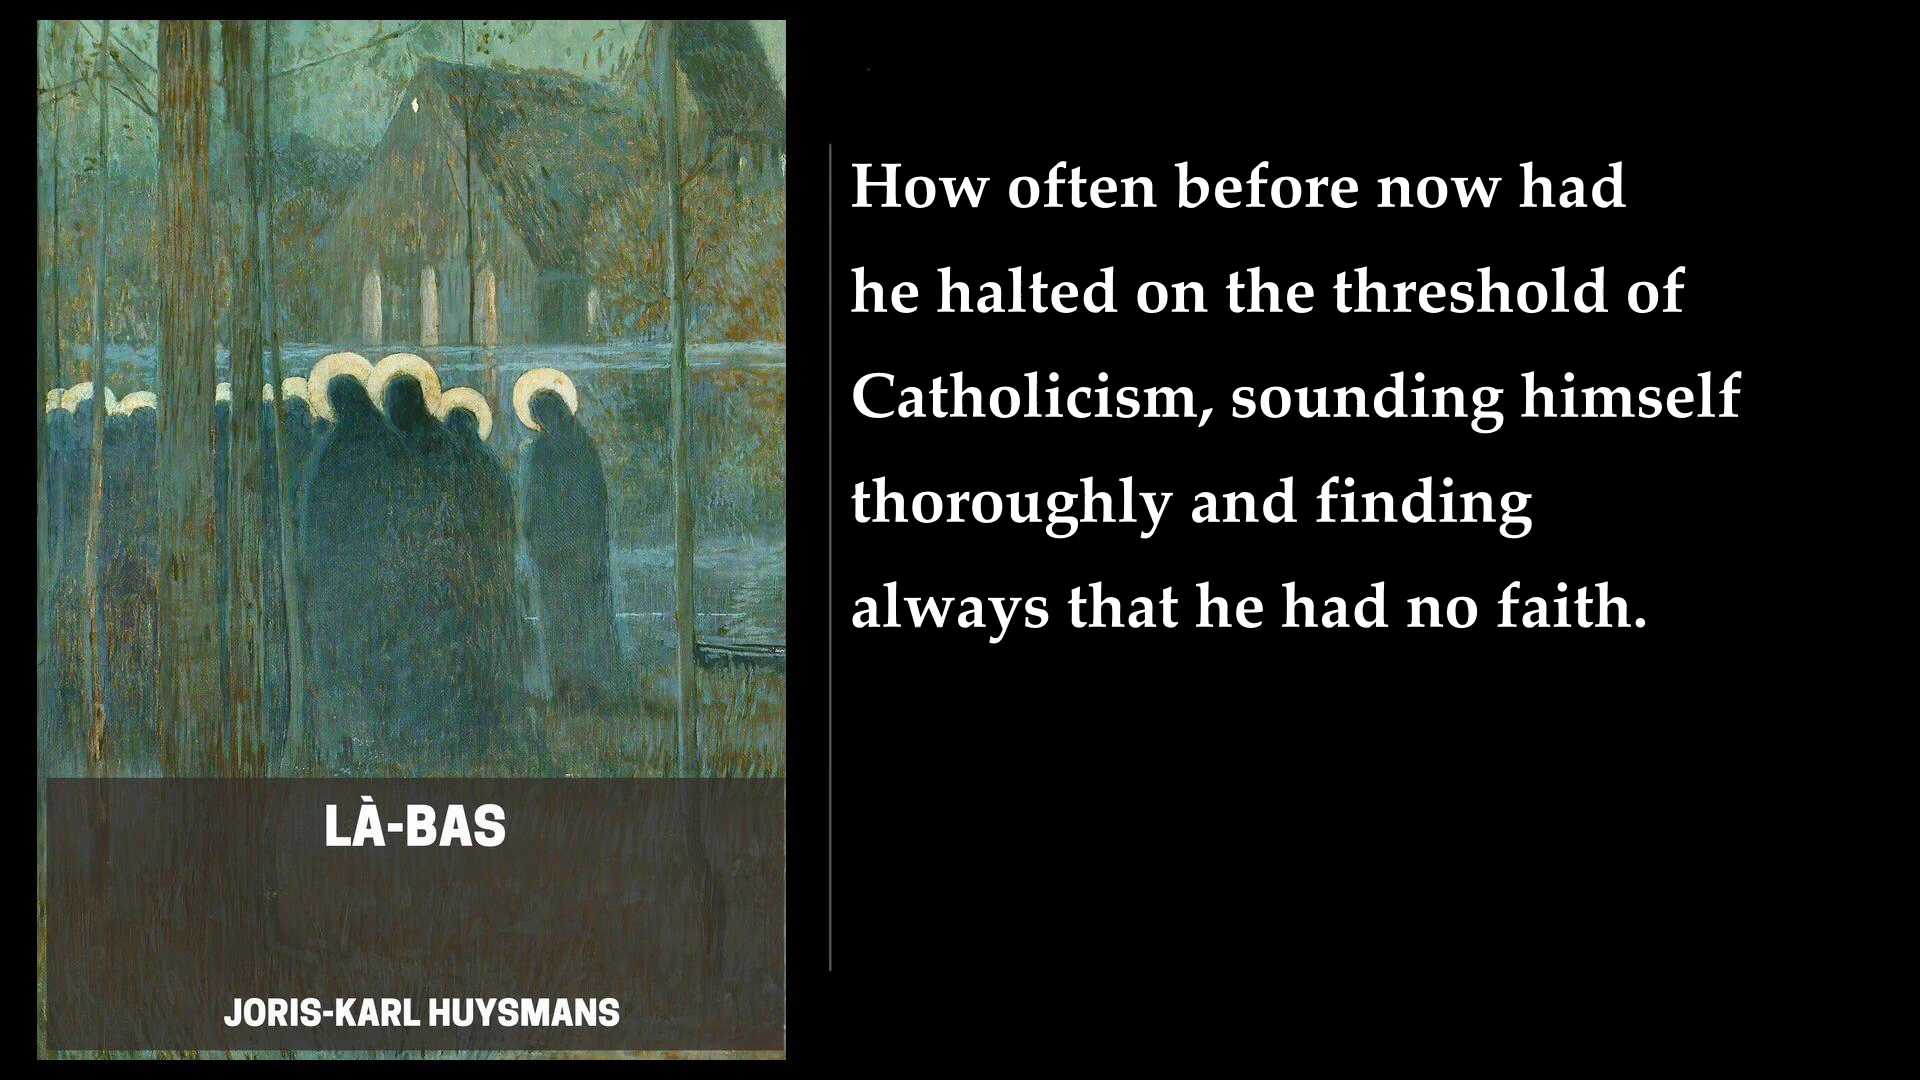 LÀ-BAS
JORIS-KARL HUYSMANS
How often before now had
he halted on the threshold of
Catholicism, sounding himself
thoroughly and finding
always that he had no faith.